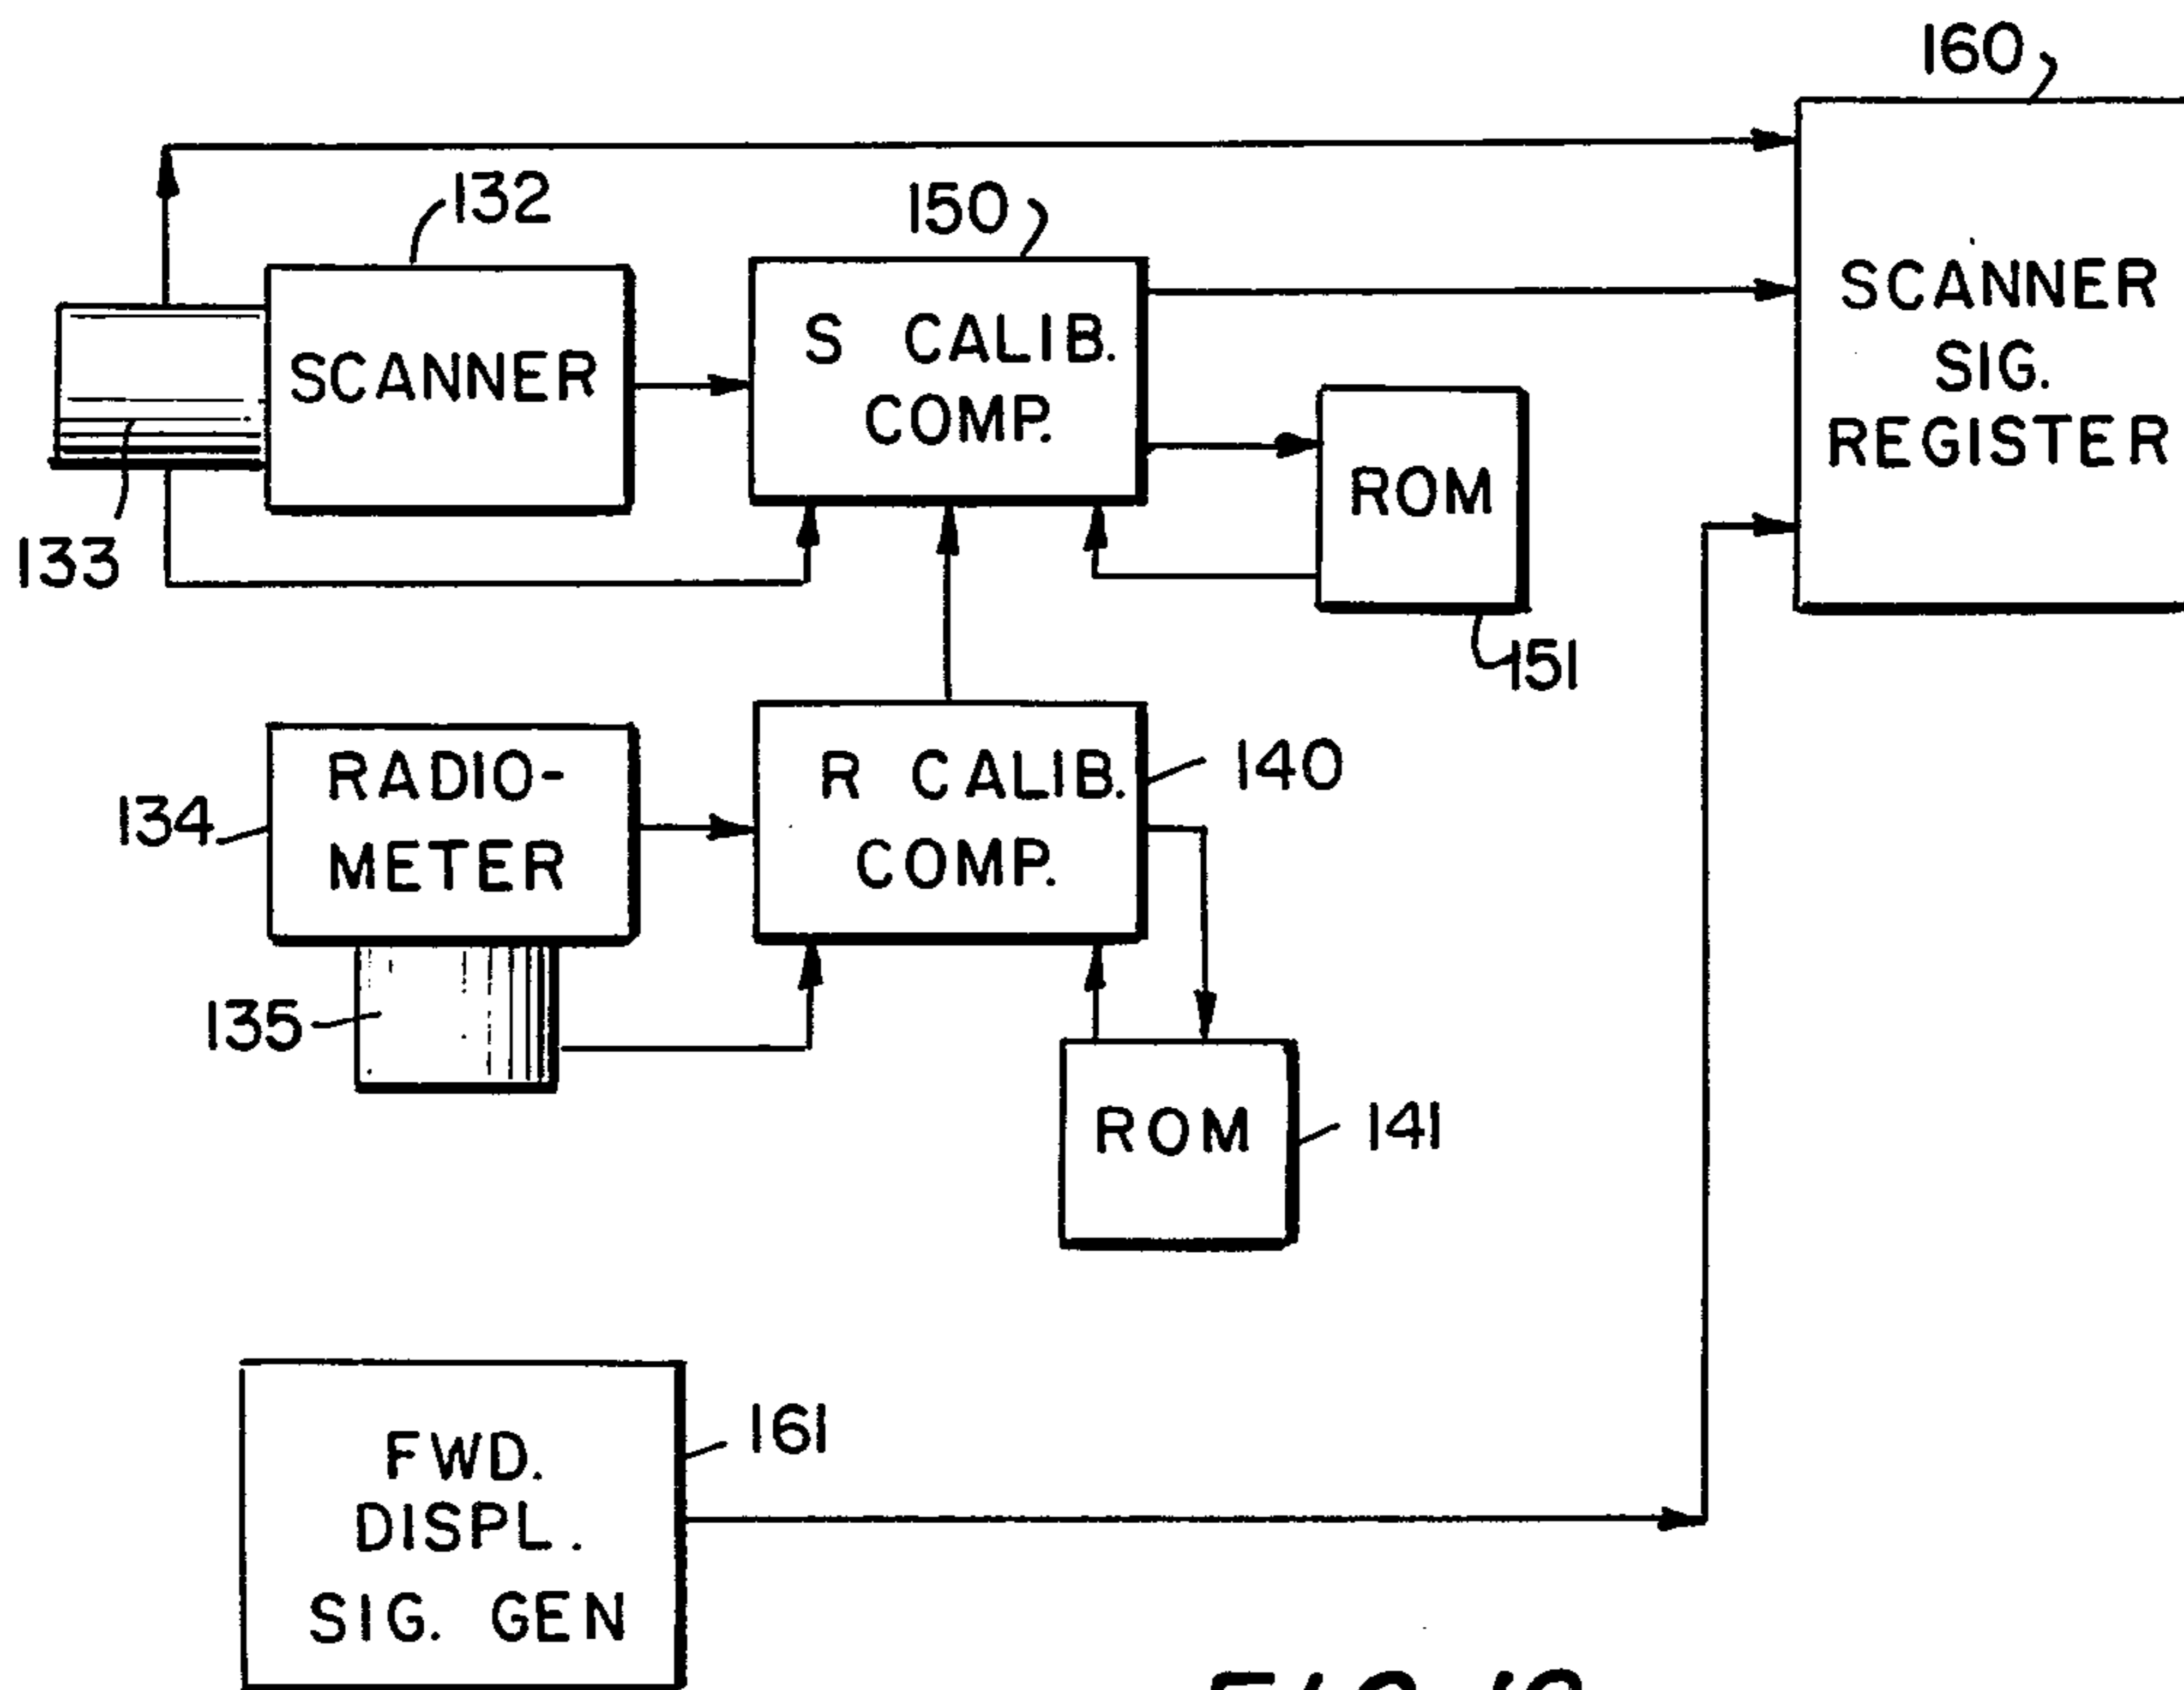 160
132
150
SCANNER
S CALIB.
COMP.
SCANNER
SIG.
REGISTER
ROM
133
151
RADIO-
METER
134
R CALIB.
COMP.
140
135
ROM
141
FWD.
DISPL.
SIG. GEN
161